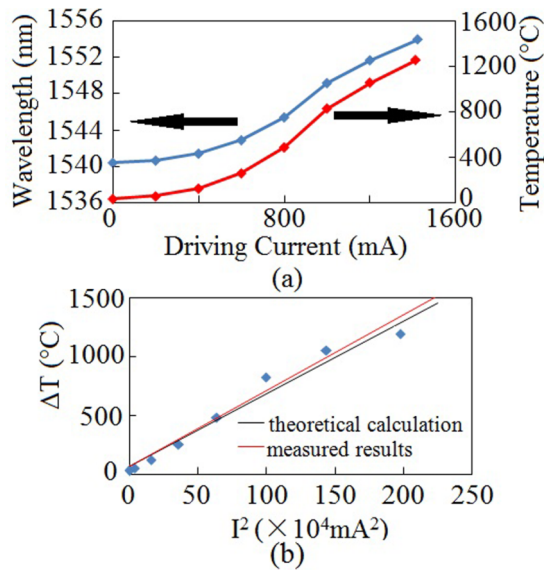 1556
1552
1548
1544
1540
1536
Wavelength (nm)
1600
1200
800
400
0
Temperature (°C)
0
800
1600
Driving Current (mA)
(a)
1500
1000
500
0
ΔT (°C)
theoretical calculation
measured results
0
50
100
150
200
250
I² (×10⁴mA²)
(b)